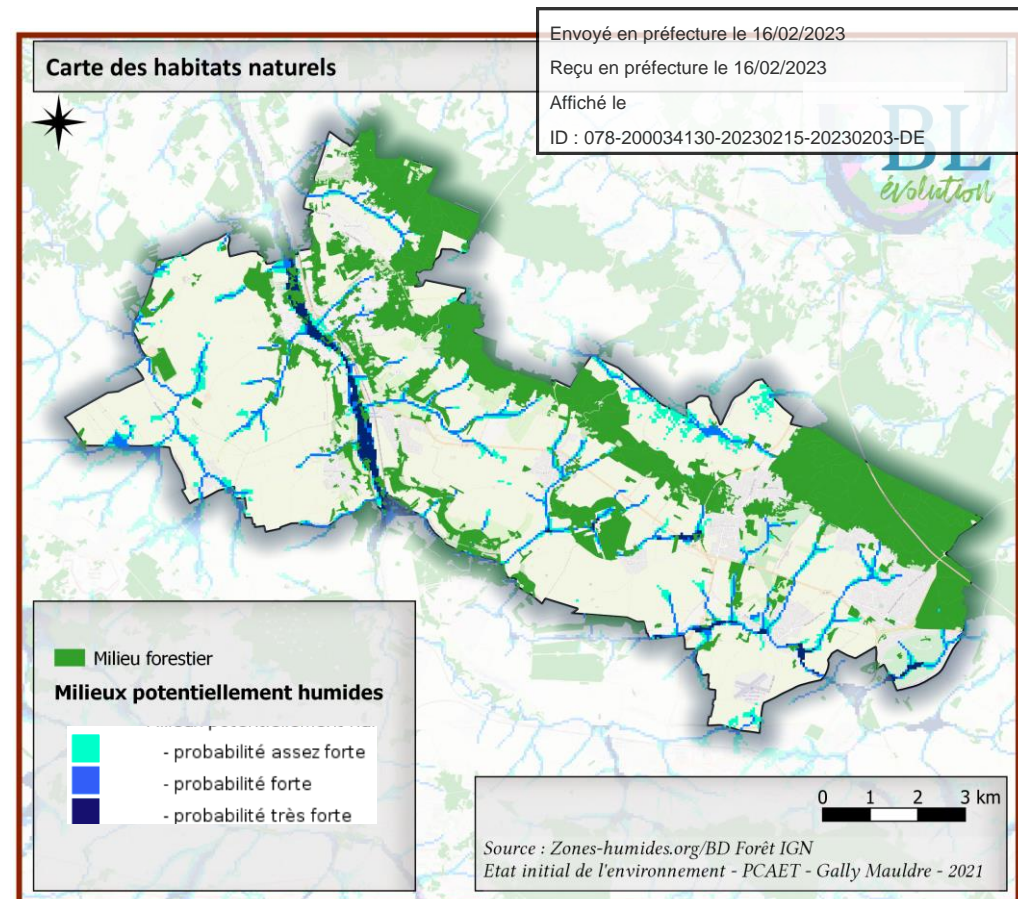 Envoyé en préfecture le 16/02/2023
Reçu en préfecture le 16/02/2023
Affiché le
ID : 078-200034130-20230215-20230203-DE
Carte des habitats naturels
BL
évolution
Milieu forestier
Milieux potentiellement humides
- probabilité assez forte
- probabilité forte
- probabilité très forte
0 1 2 3 km
Source : Zones-humides.org/BD Forêt IGN
Etat initial de l'environnement - PCAET - Gally Mauldre - 2021